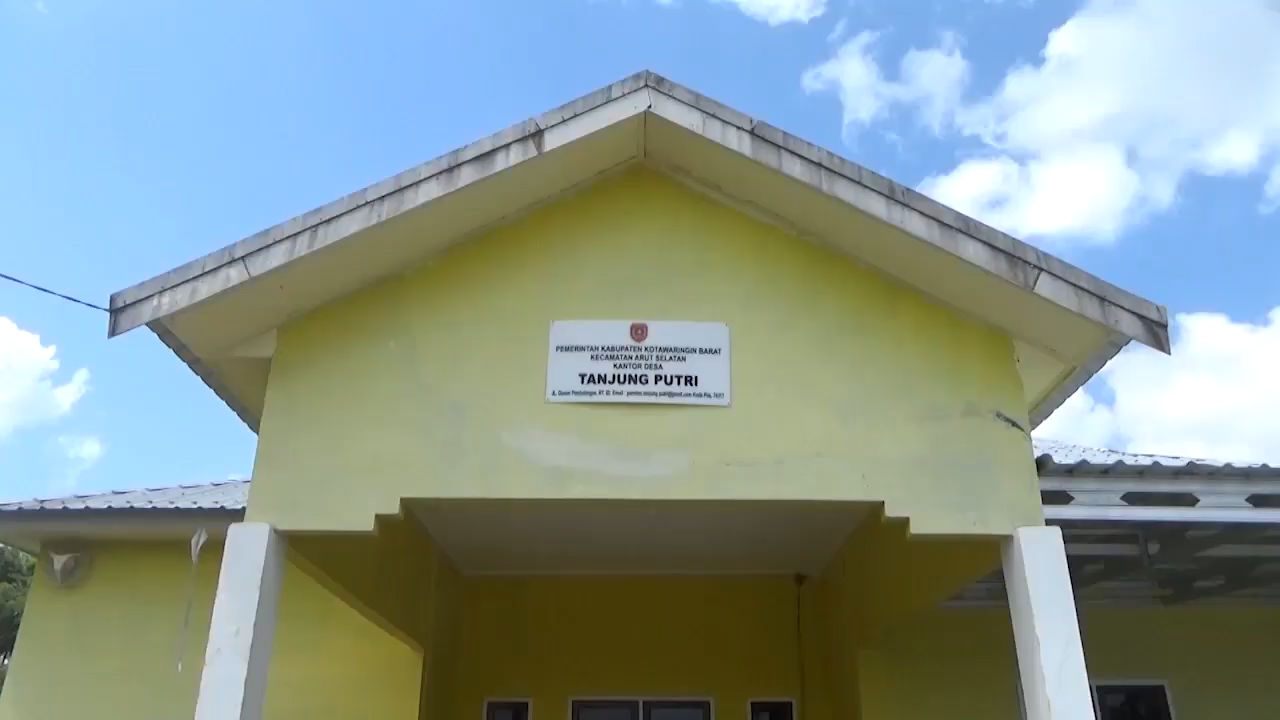 PEMERINTAH KABUPATEN KOTAWARINGIN BARAT
KECAMATAN ARUT SELATAN
KANTOR DESA
TANJUNG PUTRI